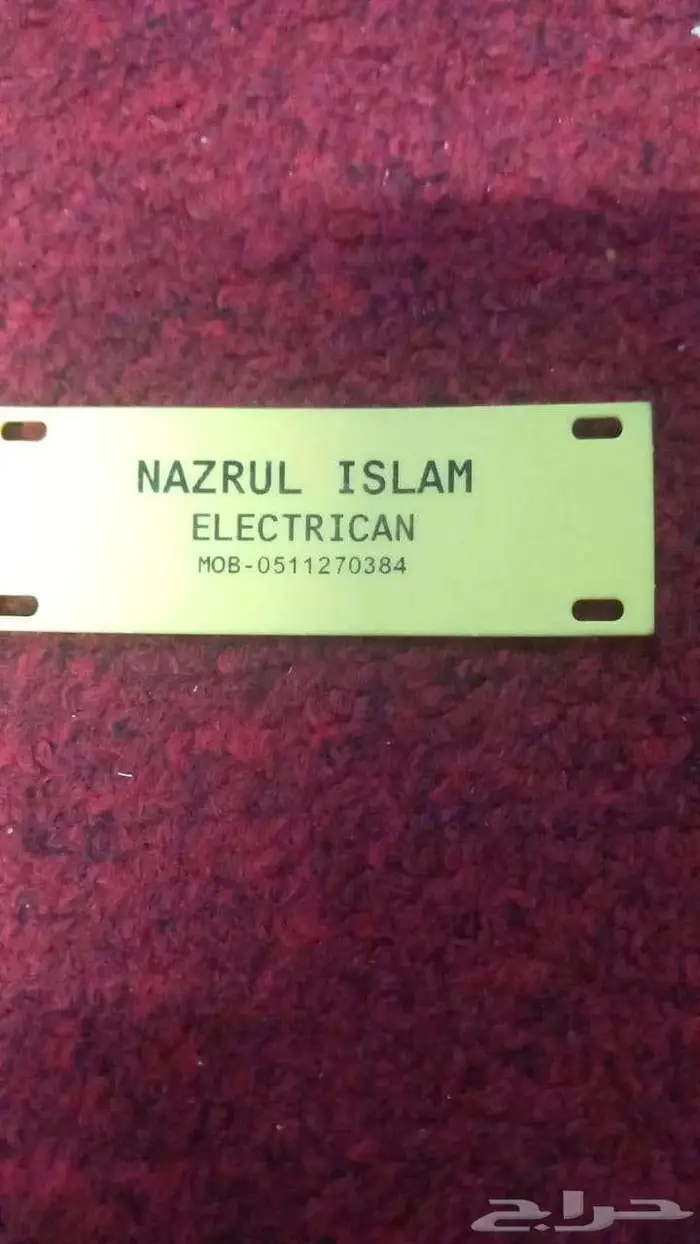 NAZRUL ISLAM
ELECTRICAN
MOB-0511270384
حراج